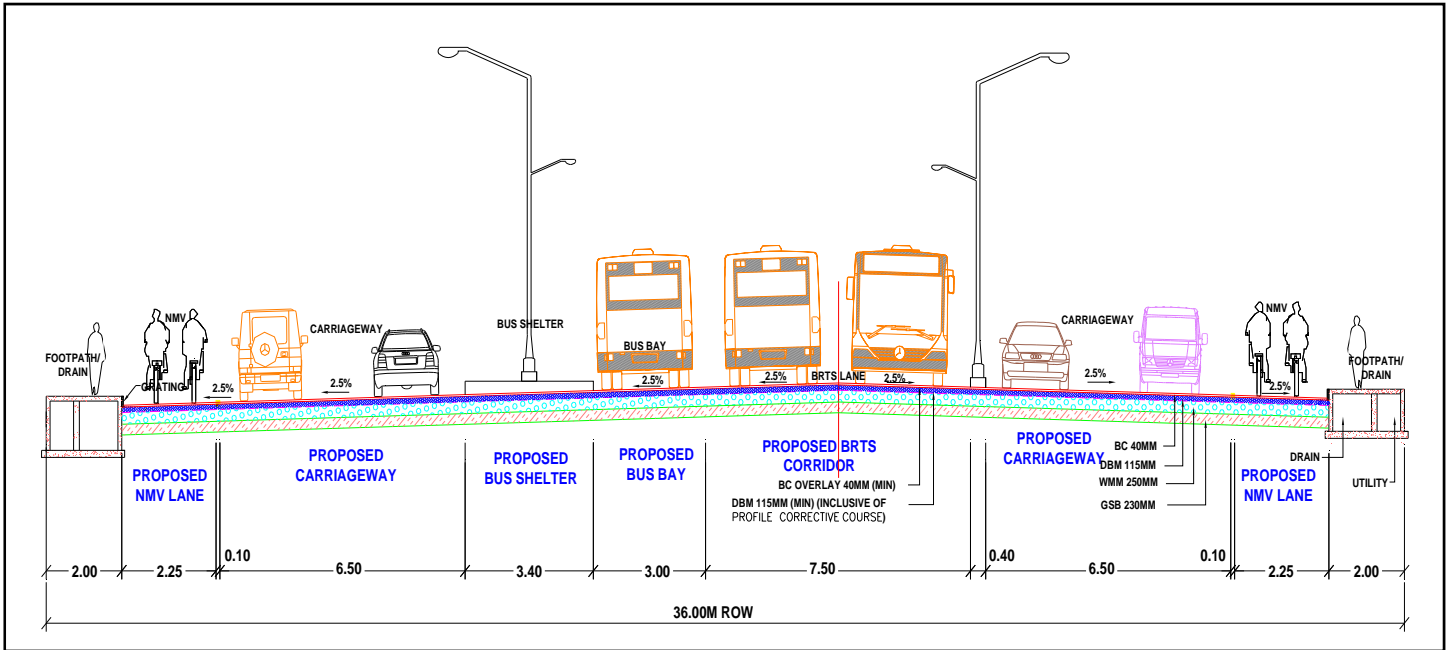 NMV
CARRIAGEWAY
BUS SHELTER
BUS BAY
BRTS LANE
CARRIAGEWAY
NMV
FOOTPATH/
DRAIN
GRATING
2.5%
2.5%
2.5%
2.5%
2.5%
2.5%
2.5%
FOOTPATH/
DRAIN
PROPOSED
NMV LANE
PROPOSED
CARRIAGEWAY
PROPOSED
BUS SHELTER
PROPOSED
BUS BAY
PROPOSED BRTS
CORRIDOR
BC OVERLAY 40MM (MIN)
DBM 115MM (MIN) (INCLUSIVE OF
PROFILE CORRECTIVE COURSE)
PROPOSED
CARRIAGEWAY
BC 40MM
DBM 115MM
WMM 250MM
GSB 230MM
PROPOSED
NMV LANE
DRAIN
UTILITY
2.00
2.25
0.10
6.50
3.40
3.00
7.50
0.40
6.50
0.10
2.25
2.00
36.00M ROW